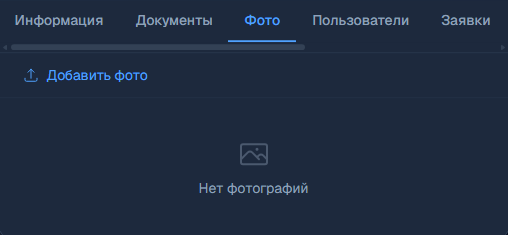 Информация Документы Фото Пользователи Заявки
Добавить фото
Нет фотографий